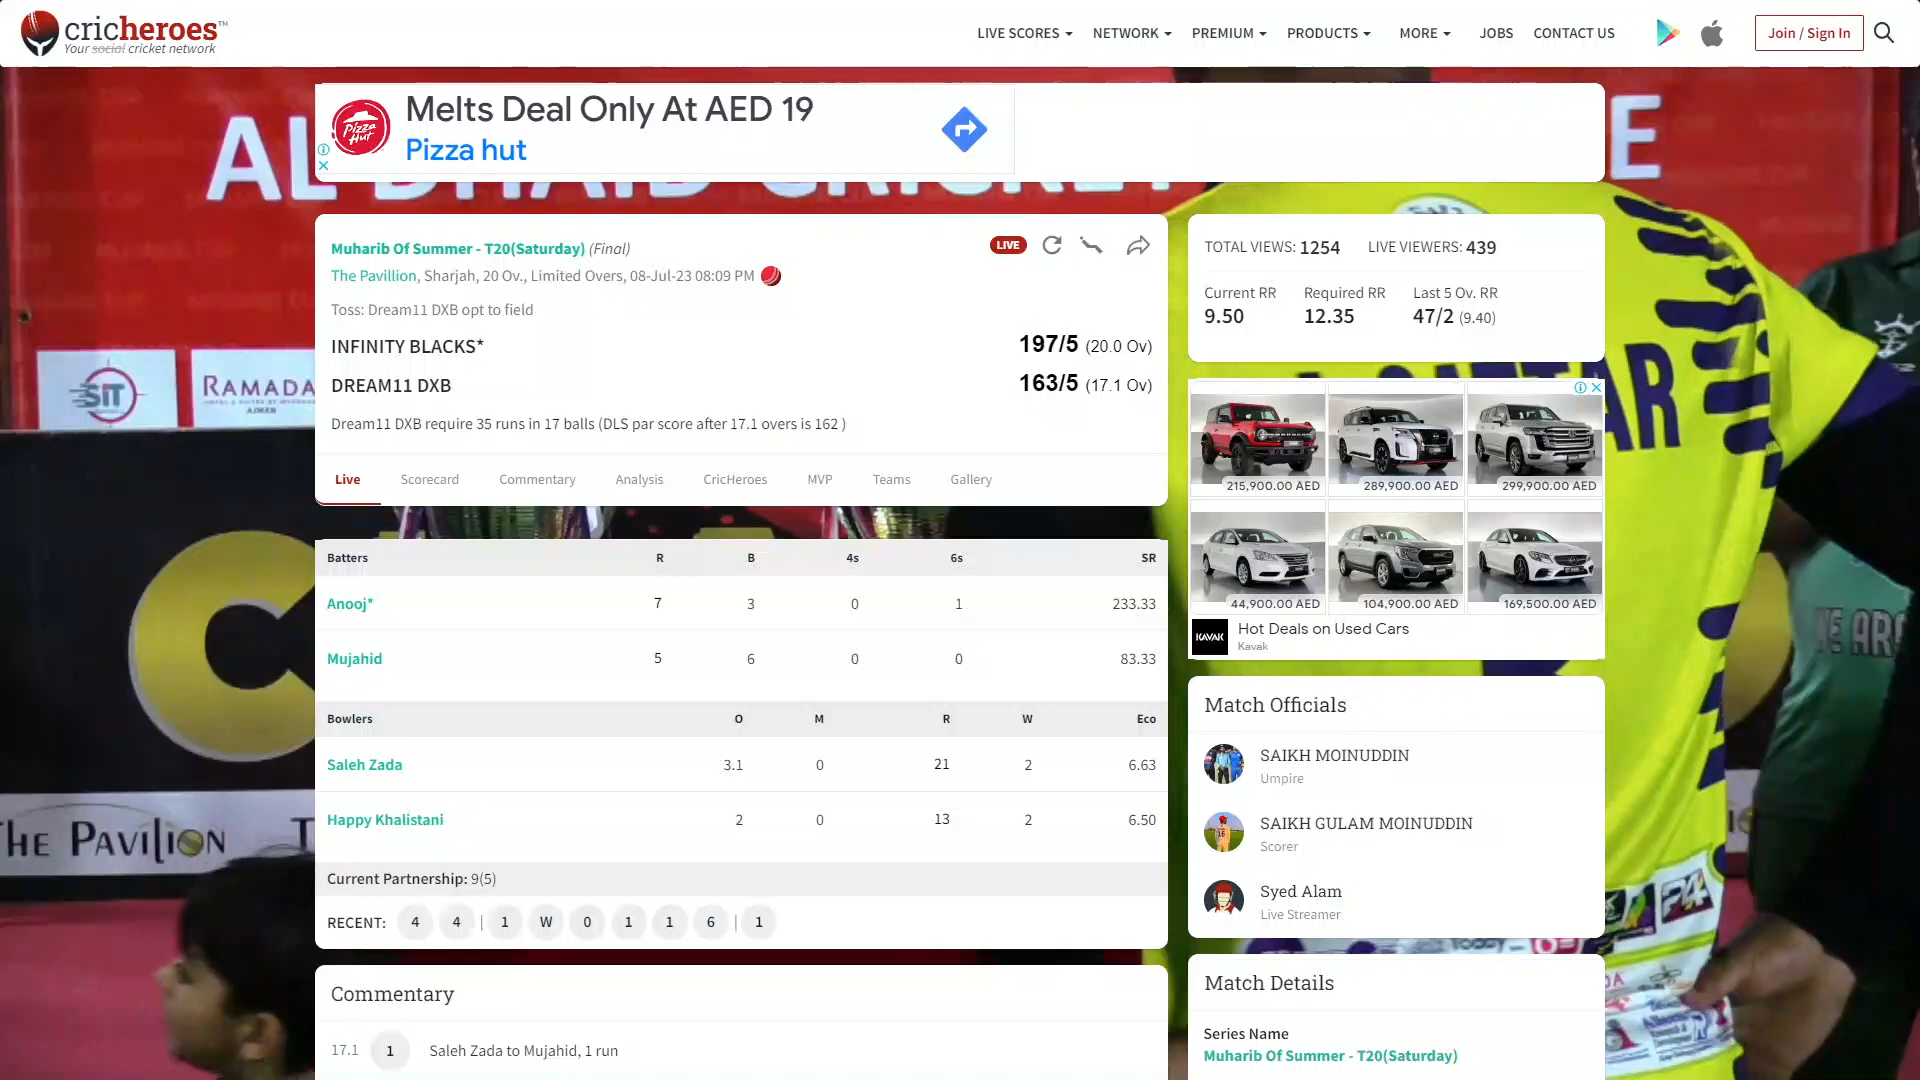 cricheroes™
Your social cricket network
LIVE SCORES
NETWORK
PREMIUM
PRODUCTS
MORE
JOBS
CONTACT US
Join / Sign In
AL DHAID CRICKET
E
Pizza Hut
Melts Deal Only At AED 19
Pizza hut
Muharib Of Summer - T20(Saturday) (Final)
LIVE
The Pavillion, Sharjah, 20 Ov., Limited Overs, 08-Jul-23 08:09 PM
Toss: Dream11 DXB opt to field
INFINITY BLACKS* 197/5 (20.0 Ov)
DREAM11 DXB 163/5 (17.1 Ov)
Dream11 DXB require 35 runs in 17 balls (DLS par score after 17.1 overs is 162 )
Live Scorecard Commentary Analysis CricHeroes MVP Teams Gallery
Batters R B 4s 6s SR
Anooj* 7 3 0 1 233.33
Mujahid 5 6 0 0 83.33
Bowlers O M R W Eco
Saleh Zada 3.1 0 21 2 6.63
Happy Khalistani 2 0 13 2 6.50
Current Partnership: 9(5)
RECENT: 4 4 | 1 W 0 1 1 6 | 1
Commentary
17.1 1 Saleh Zada to Mujahid, 1 run
TOTAL VIEWS: 1254 LIVE VIEWERS: 439
Current RR Required RR Last 5 Ov. RR
9.50 12.35 47/2 (9.40)
215,900.00 AED 289,900.00 AED 299,900.00 AED
44,900.00 AED 104,900.00 AED 169,500.00 AED
KAVAK
Hot Deals on Used Cars
Kavak
Match Officials
SAIKH MOINUDDIN
Umpire
SAIKH GULAM MOINUDDIN
Scorer
Syed Alam
Live Streamer
Match Details
Series Name
Muharib Of Summer - T20(Saturday)
SIT
RAMADA
AJMAN
THE PAVILION